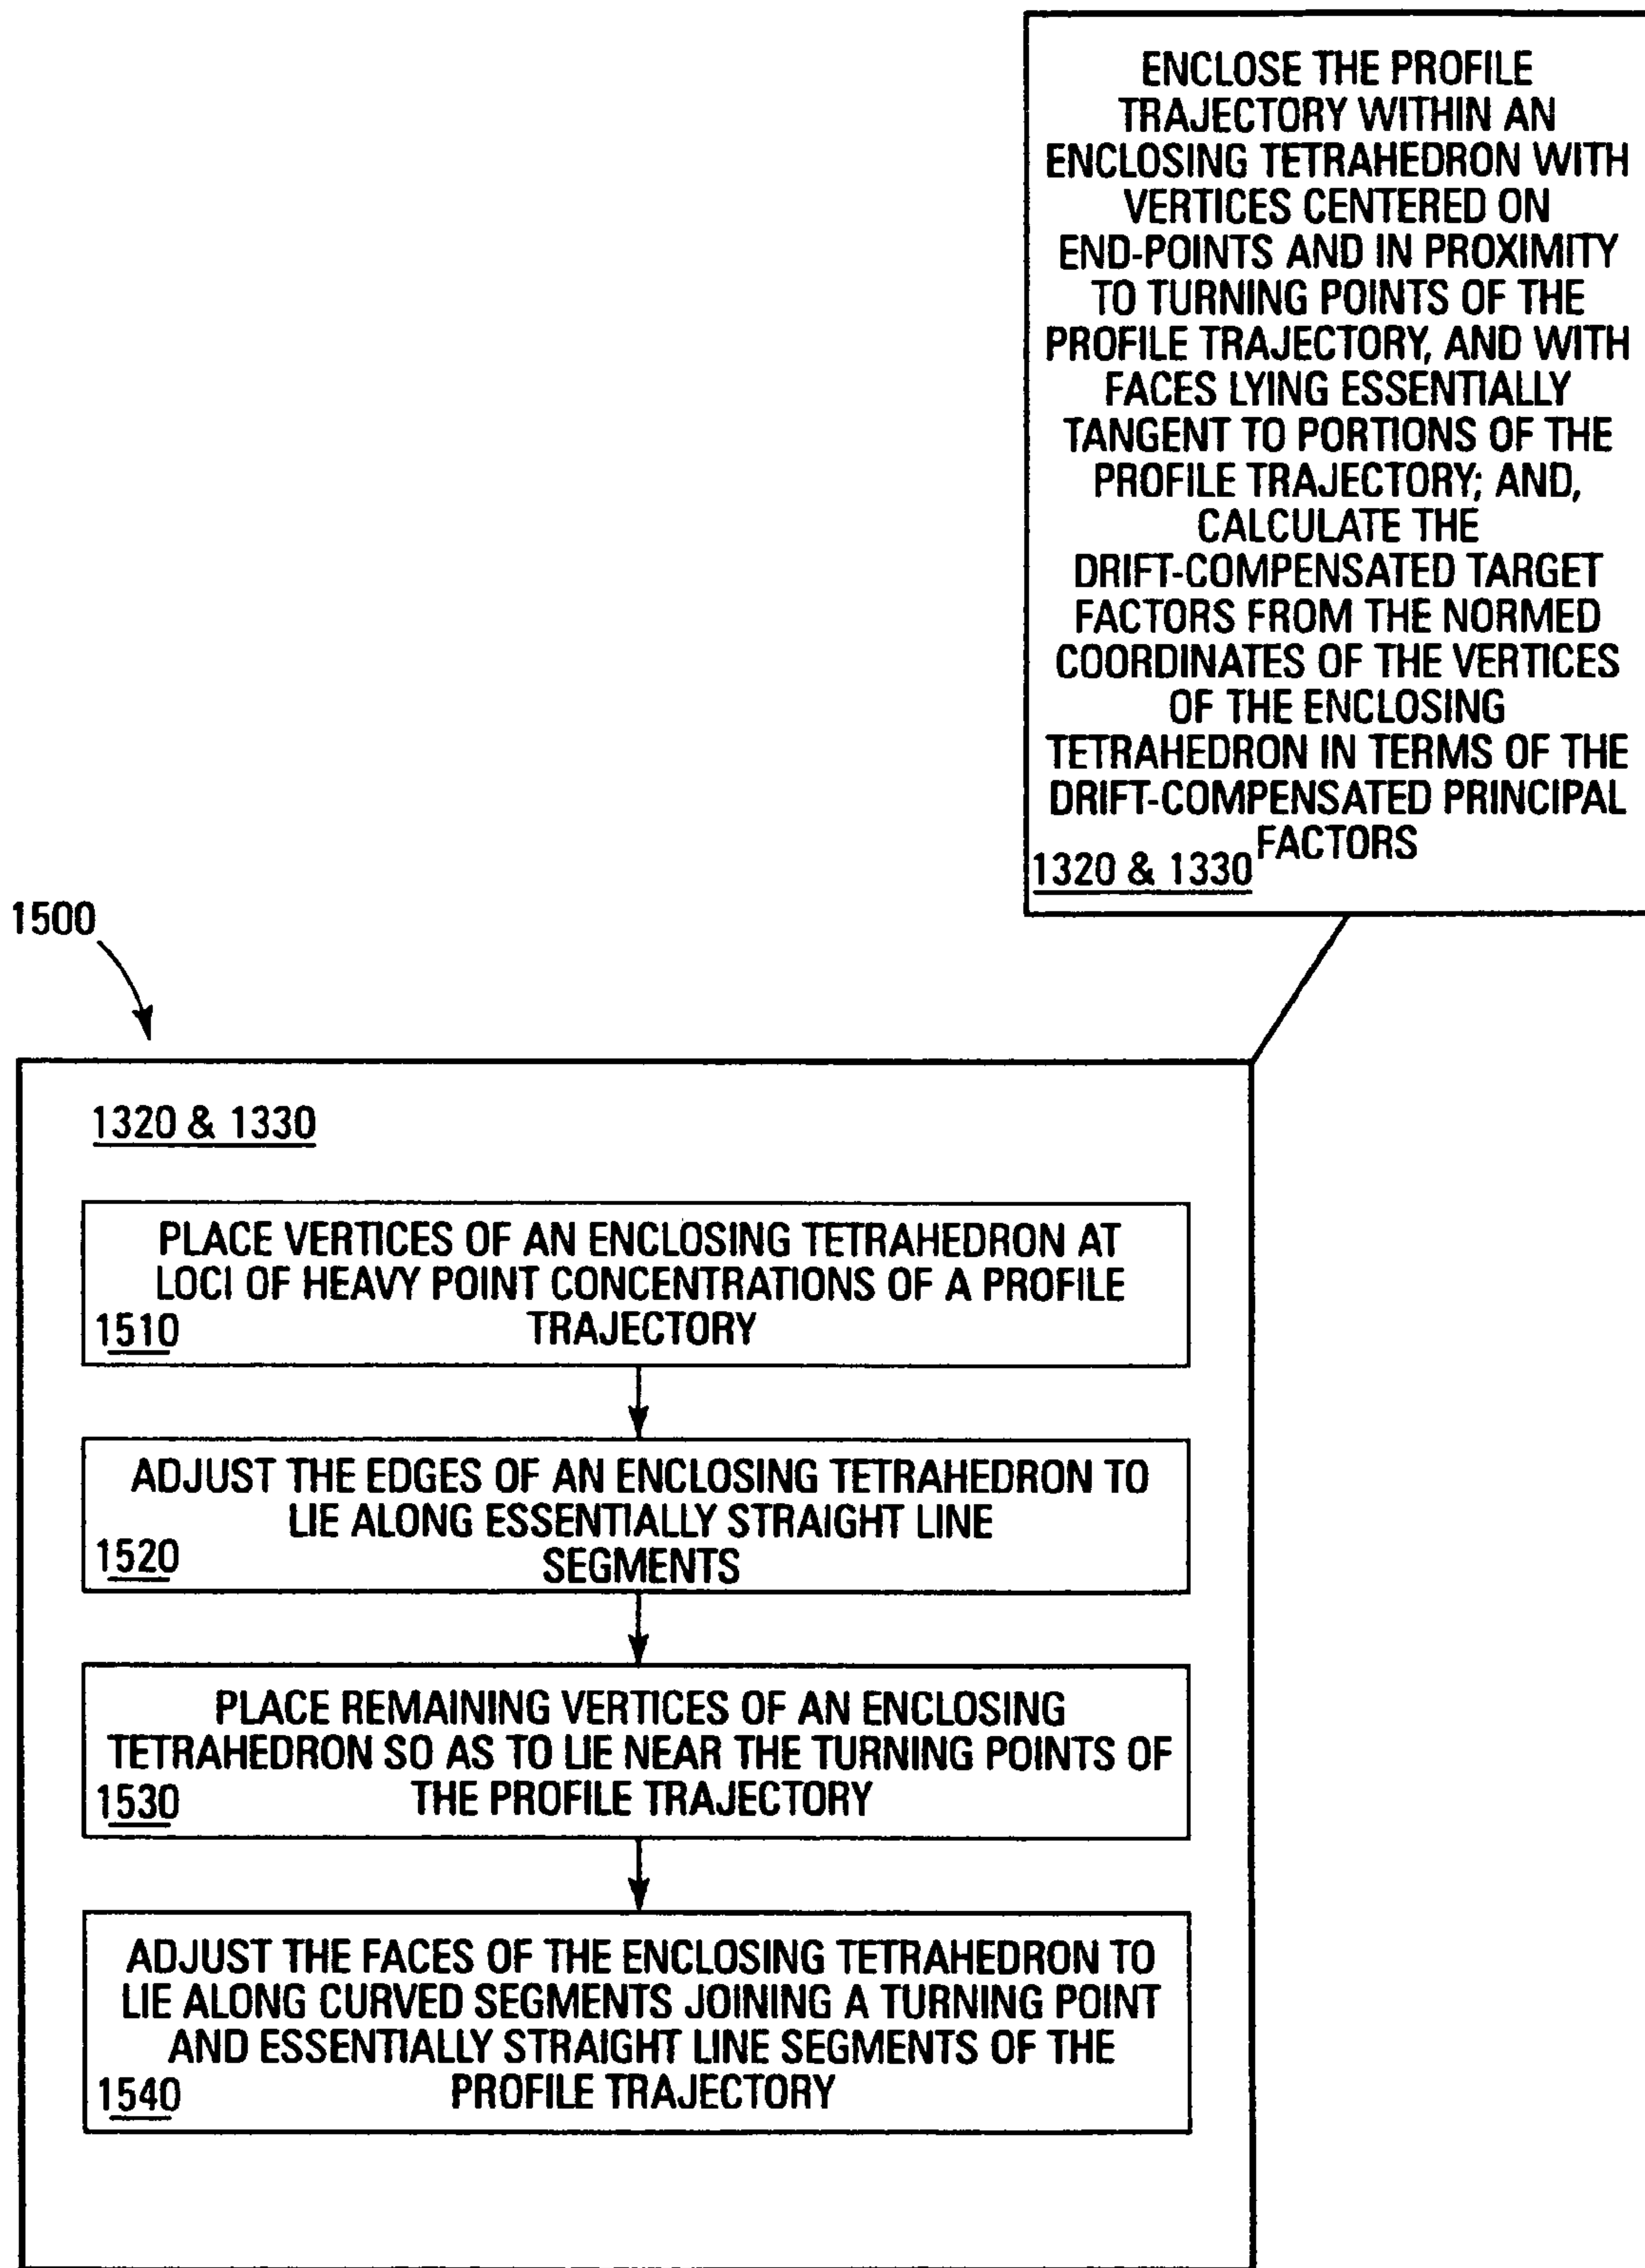 ENCLOSE THE PROFILE
TRAJECTORY WITHIN AN
ENCLOSING TETRAHEDRON WITH
VERTICES CENTERED ON
END-POINTS AND IN PROXIMITY
TO TURNING POINTS OF THE
PROFILE TRAJECTORY, AND WITH
FACES LYING ESSENTIALLY
TANGENT TO PORTIONS OF THE
PROFILE TRAJECTORY; AND,
CALCULATE THE
DRIFT-COMPENSATED TARGET
FACTORS FROM THE NORMED
COORDINATES OF THE VERTICES
OF THE ENCLOSING
TETRAHEDRON IN TERMS OF THE
DRIFT-COMPENSATED PRINCIPAL
FACTORS
1320 & 1330
1500
1320 & 1330
PLACE VERTICES OF AN ENCLOSING TETRAHEDRON AT
LOCI OF HEAVY POINT CONCENTRATIONS OF A PROFILE
TRAJECTORY
1510
ADJUST THE EDGES OF AN ENCLOSING TETRAHEDRON TO
LIE ALONG ESSENTIALLY STRAIGHT LINE
SEGMENTS
1520
PLACE REMAINING VERTICES OF AN ENCLOSING
TETRAHEDRON SO AS TO LIE NEAR THE TURNING POINTS OF
THE PROFILE TRAJECTORY
1530
ADJUST THE FACES OF THE ENCLOSING TETRAHEDRON TO
LIE ALONG CURVED SEGMENTS JOINING A TURNING POINT
AND ESSENTIALLY STRAIGHT LINE SEGMENTS OF THE
PROFILE TRAJECTORY
1540